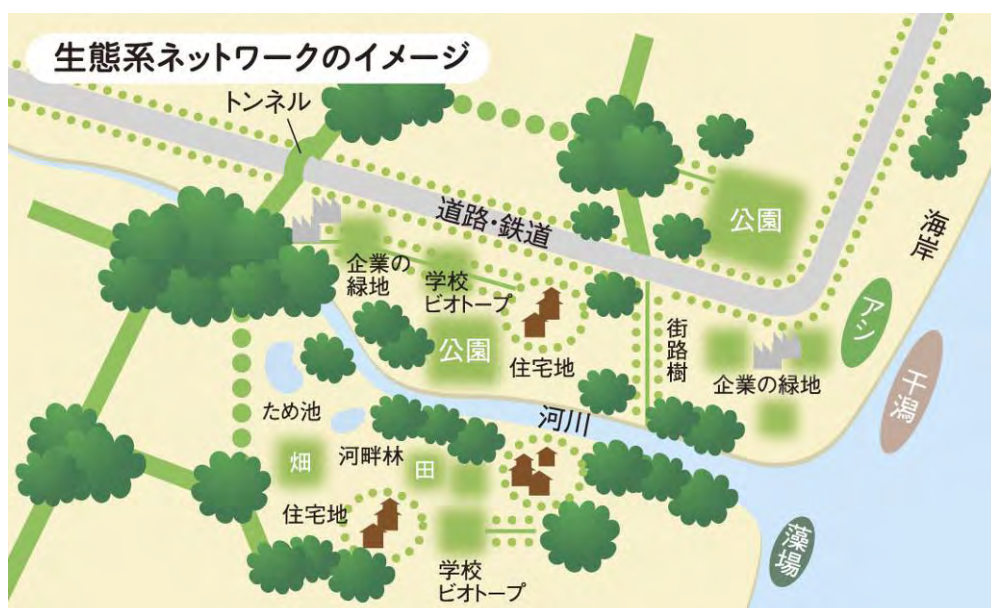 生態系ネットワークのイメージ
トンネル
道路・鉄道
公園
海岸
企業の
緑地
学校
ビオトープ
公園
住宅地
街路樹
企業の緑地
アシ
干潟
ため池
河畔林
河川
畑
田
住宅地
学校
ビオトープ
藻場